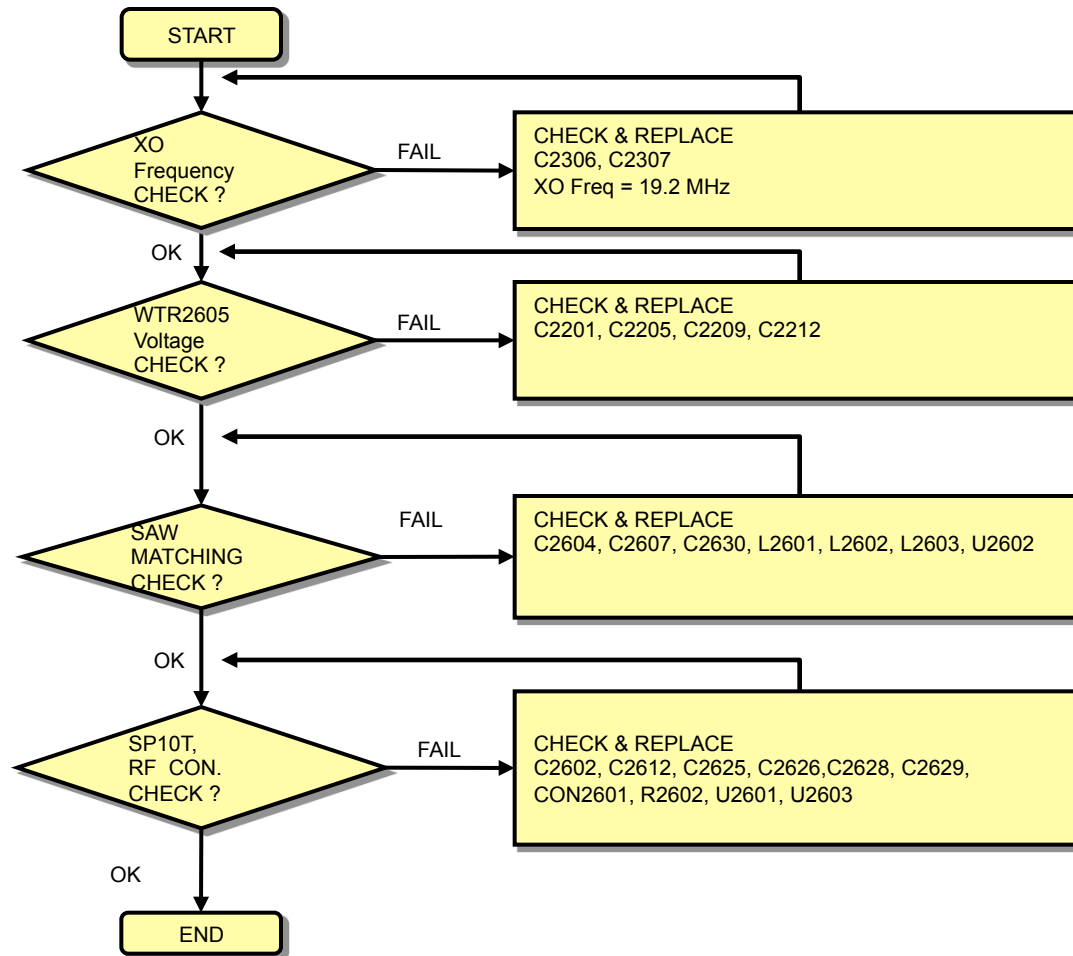 START
XO
Frequency
CHECK ?
FAIL
CHECK & REPLACE
C2306, C2307
XO Freq = 19.2 MHz
OK
WTR2605
Voltage
CHECK ?
FAIL
CHECK & REPLACE
C2201, C2205, C2209, C2212
OK
SAW
MATCHING
CHECK ?
FAIL
CHECK & REPLACE
C2604, C2607, C2630, L2601, L2602, L2603, U2602
OK
SP10T,
RF CON.
CHECK ?
FAIL
CHECK & REPLACE
C2602, C2612, C2625, C2626,C2628, C2629,
CON2601, R2602, U2601, U2603
OK
END